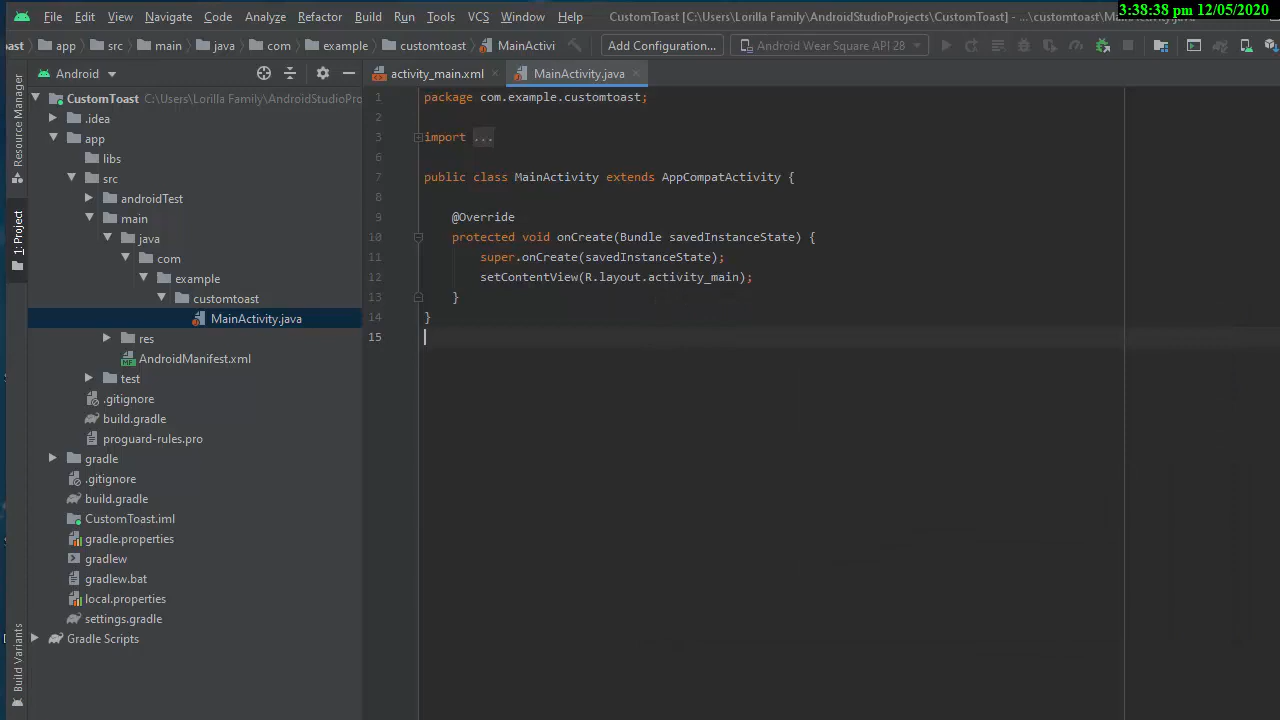 File Edit View Navigate Code Analyze Refactor Build Run Tools VCS Window Help CustomToast [C:\Users\Lorilla Family\AndroidStudioProjects\CustomToast] - ...\customtoast\MainActivity.java
3:38:38 pm 12/05/2020
ast app src main java com example customtoast MainActivi Add Configuration... Android Wear Square API 28
Android
activity_main.xml MainActivity.java
Resource Manager
1: Project
Build Variants
CustomToast C:\Users\Lorilla Family\AndroidStudioPro
.idea
app
libs
src
androidTest
main
java
com
example
customtoast
MainActivity.java
res
AndroidManifest.xml
test
.gitignore
build.gradle
proguard-rules.pro
gradle
.gitignore
build.gradle
CustomToast.iml
gradle.properties
gradlew
gradlew.bat
local.properties
settings.gradle
Gradle Scripts
1 package com.example.customtoast;
2
3 import ...
6
7 public class MainActivity extends AppCompatActivity {
8
9 @Override
10 protected void onCreate(Bundle savedInstanceState) {
11 super.onCreate(savedInstanceState);
12 setContentView(R.layout.activity_main);
13 }
14 }
15